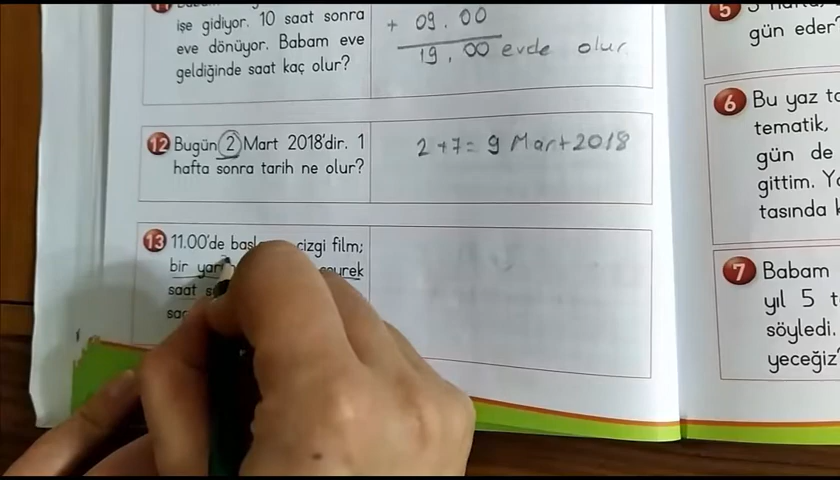 işe gidiyor. 10 saat sonra
eve dönüyor. Babam eve
geldiğinde saat kaç olur?
+ 09.00
19.00 evde olur
12 Bugün 2 Mart 2018'dir. 1
hafta sonra tarih ne olur?
2+7= 9 Mart 2018
13 11.00'de çizgi film;
bir
saat
5
gün eder
6 Bu yaz
tematik,
gün de
gittim.
tasında
7 Babam
yıl 5
söyledi.
yeceğiz